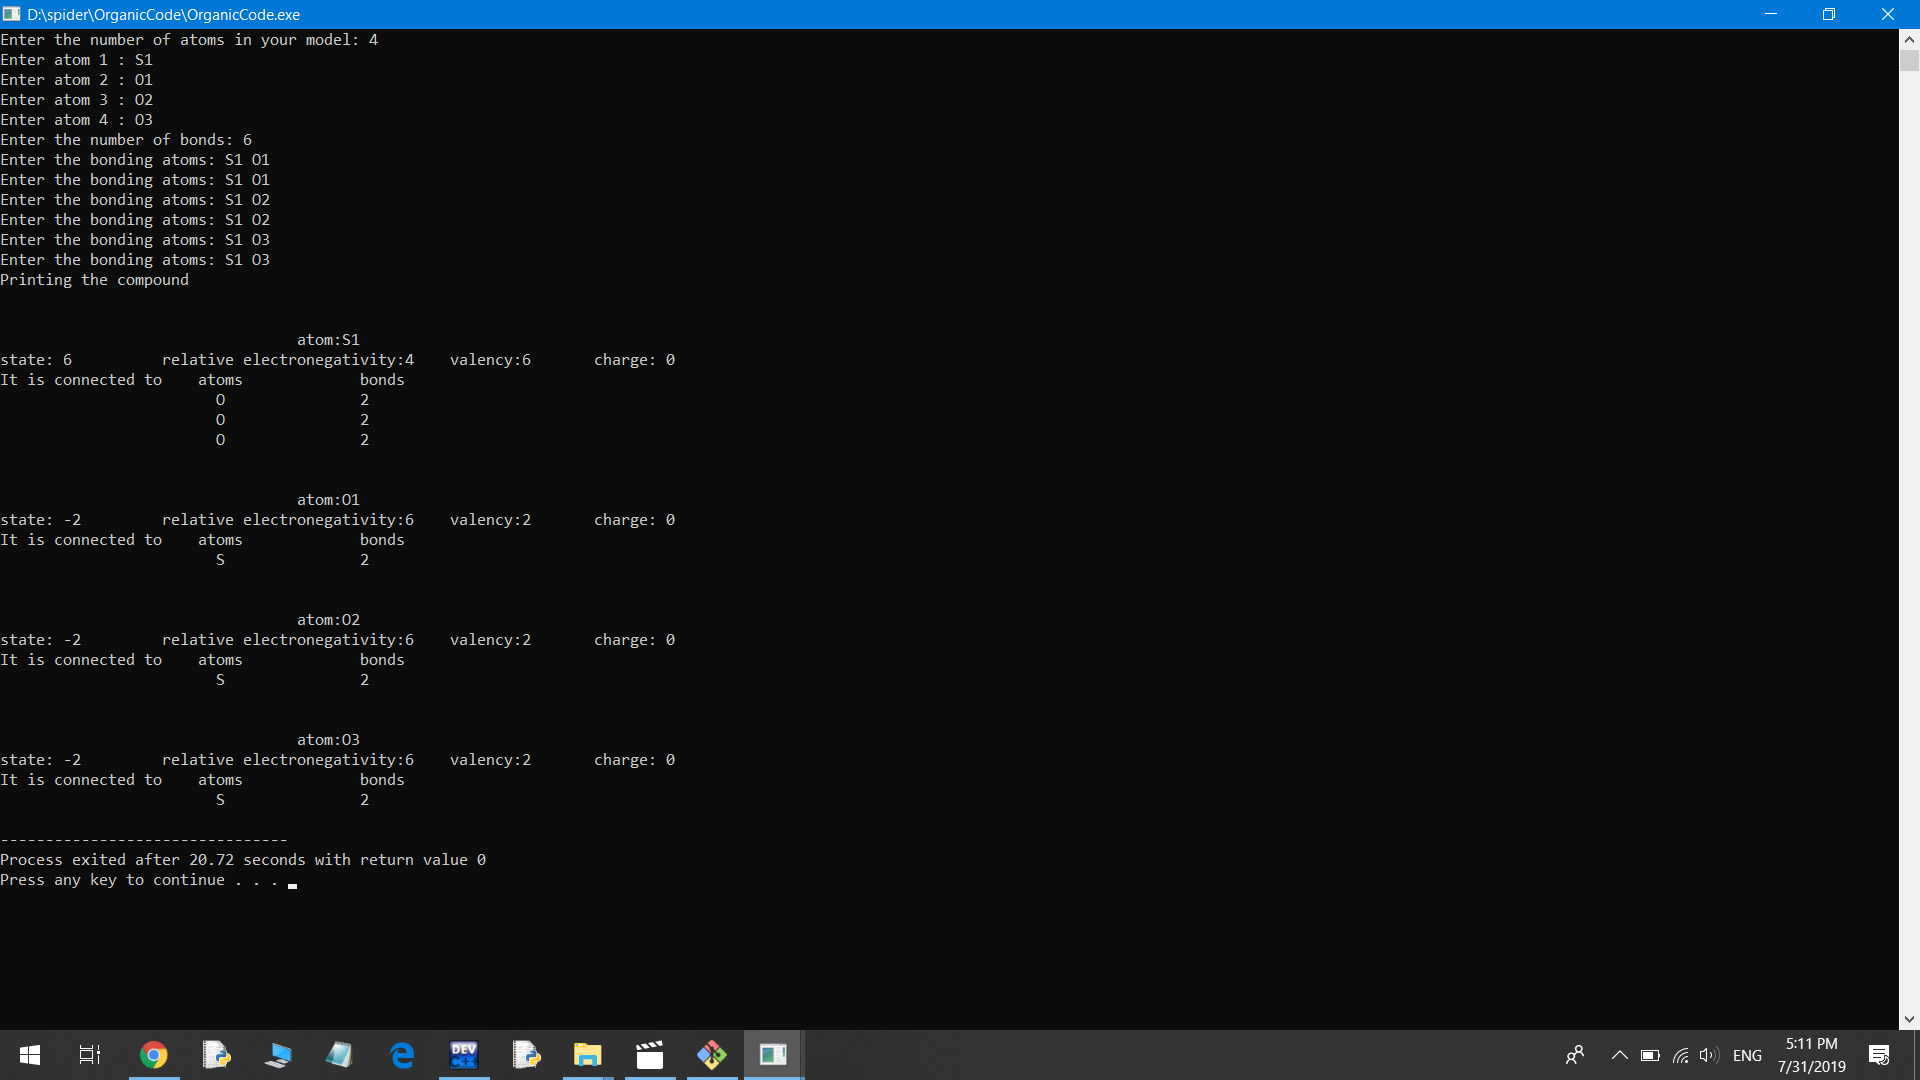 D:\spider\OrganicCode\OrganicCode.exe
Enter the number of atoms in your model: 4
Enter atom 1 : S1
Enter atom 2 : O1
Enter atom 3 : O2
Enter atom 4 : O3
Enter the number of bonds: 6
Enter the bonding atoms: S1 O1
Enter the bonding atoms: S1 O1
Enter the bonding atoms: S1 O2
Enter the bonding atoms: S1 O2
Enter the bonding atoms: S1 O3
Enter the bonding atoms: S1 O3
Printing the compound
atom:S1
state: 6 relative electronegativity:4 valency:6 charge: 0
It is connected to atoms bonds
O 2
O 2
O 2
atom:O1
state: -2 relative electronegativity:6 valency:2 charge: 0
It is connected to atoms bonds
S 2
atom:O2
state: -2 relative electronegativity:6 valency:2 charge: 0
It is connected to atoms bonds
S 2
atom:O3
state: -2 relative electronegativity:6 valency:2 charge: 0
It is connected to atoms bonds
S 2
--------------------------------
Process exited after 20.72 seconds with return value 0
Press any key to continue . . .
DEV C++
ENG
5:11 PM
7/31/2019